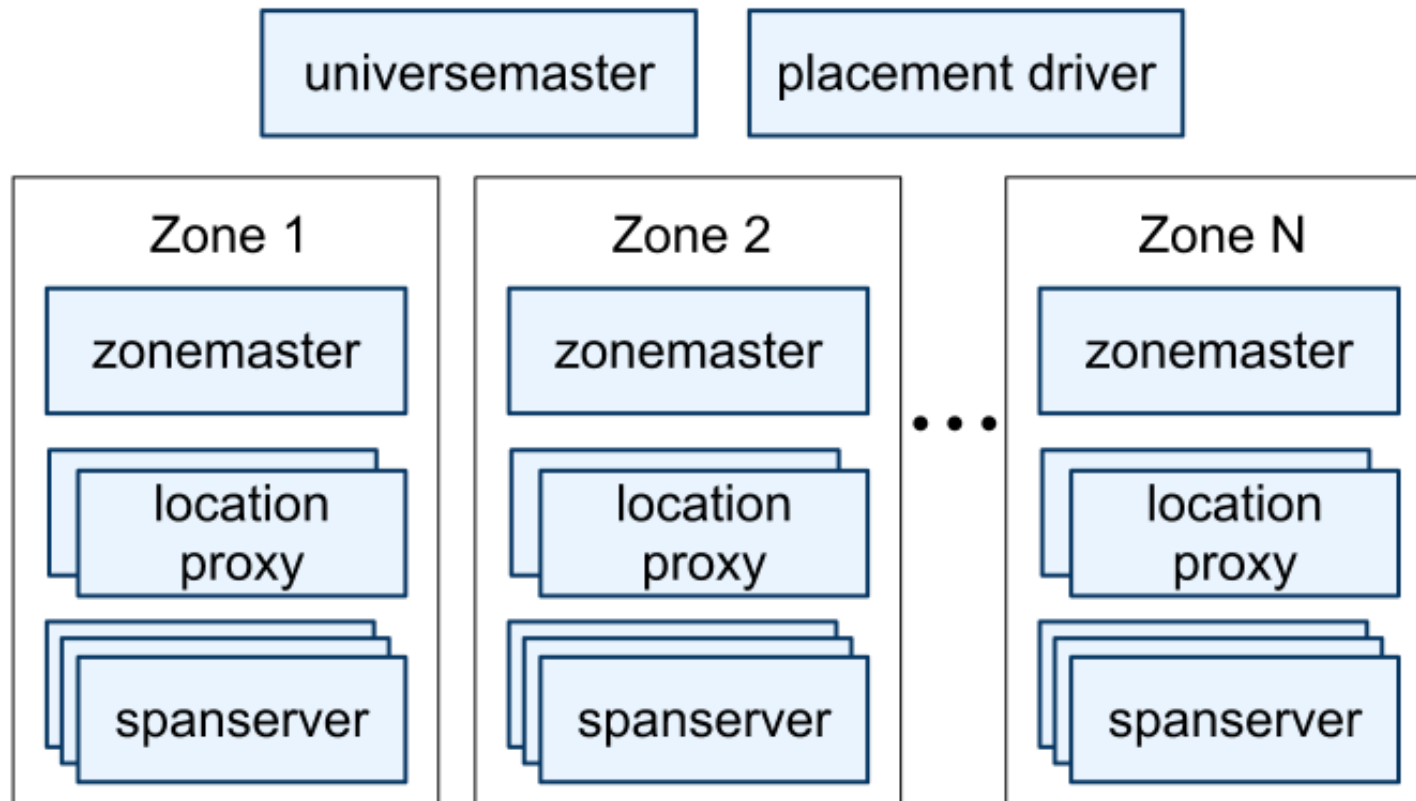 universemaster
placement driver
Zone 1
Zone 2
Zone N
zonemaster
zonemaster
zonemaster
location
proxy
location
proxy
location
proxy
spanserver
spanserver
spanserver